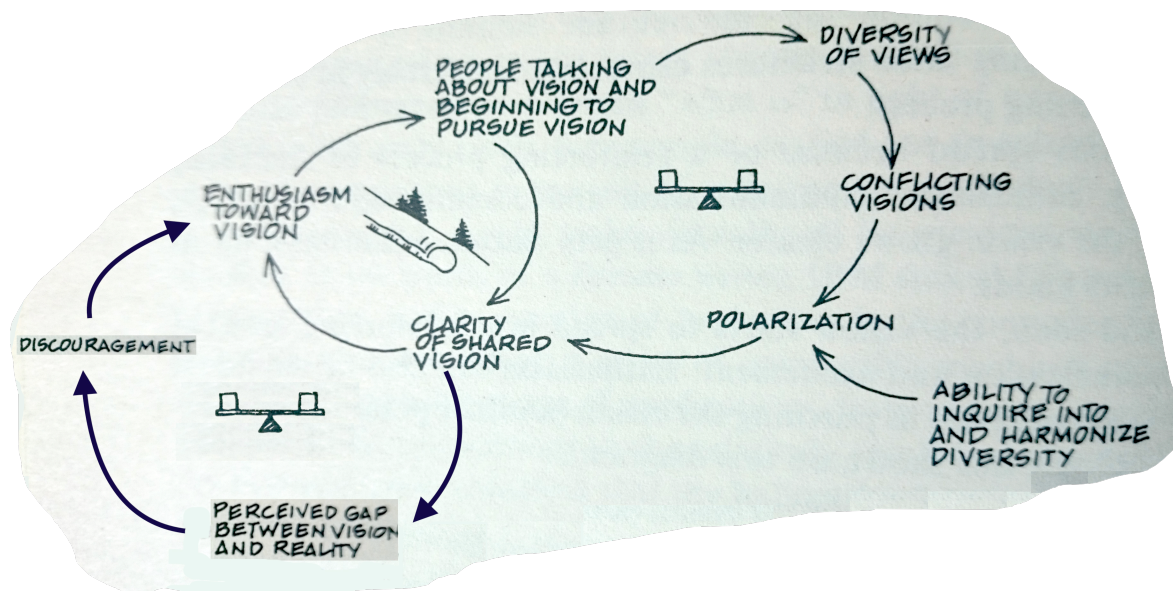 DIVERSITY
OF VIEWS
PEOPLE TALKING
ABOUT VISION AND
BEGINNING TO
PURSUE VISION
ENTHUSIASM
TOWARD
VISION
CONFLICTING
VISIONS
CLARITY
OF SHARED
VISION
POLARIZATION
DISCOURAGEMENT
ABILITY TO
INQUIRE INTO
AND HARMONIZE
DIVERSITY
PERCEIVED GAP
BETWEEN VISION
AND REALITY